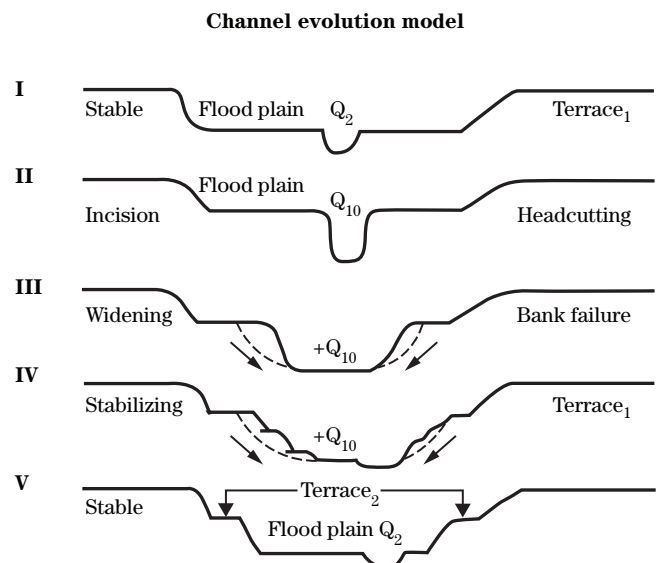 Channel evolution model
I
Stable
Flood plain
Q2
Terrace1
II
Flood plain
Incision
Q10
Headcutting
III
Widening
+Q10
Bank failure
IV
Stabilizing
+Q10
Terrace1
V
Stable
Terrace2
Flood plain Q2